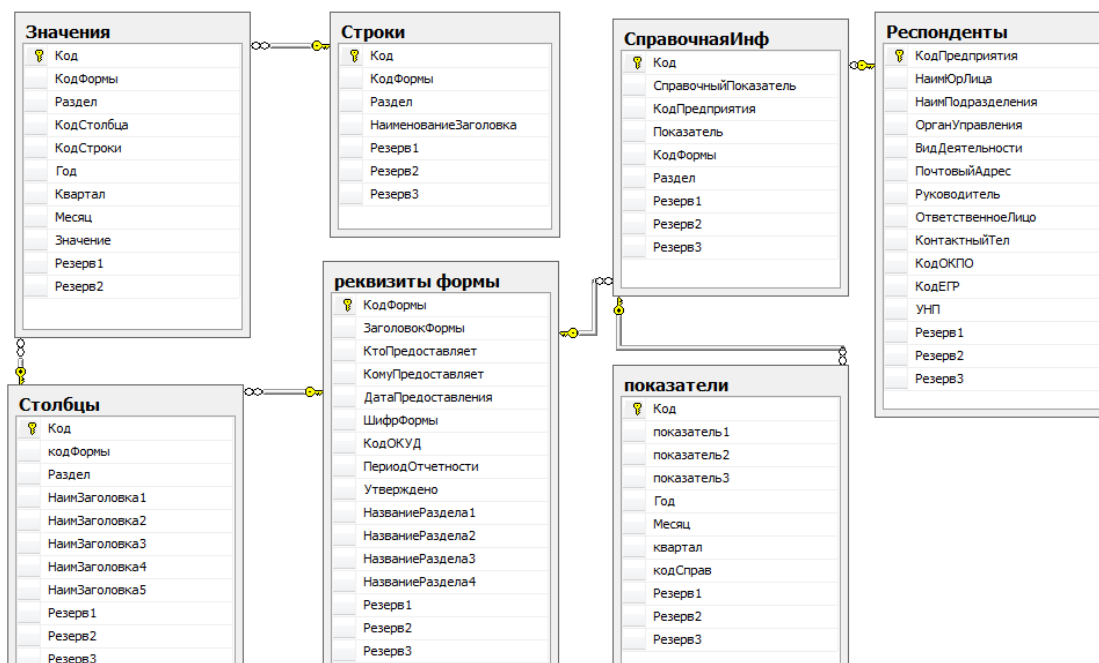 Значения
Код
КодФормы
Раздел
КодСтолбца
КодСтроки
Год
Квартал
Месяц
Значение
Резерв1
Резерв2
Строки
Код
КодФормы
Раздел
НаименованиеЗаголовка
Резерв1
Резерв2
Резерв3
СправочнаяИнф
Код
СправочныйПоказатель
КодПредприятия
Показатель
КодФормы
Раздел
Резерв1
Резерв2
Резерв3
Респонденты
КодПредприятия
НаимЮрЛица
НаимПодразделения
ОрганУправления
ВидДеятельности
ПочтовыйАдрес
Руководитель
ОтветственноеЛицо
КонтактныйТел
КодОКПО
КодЕГР
УНП
Резерв1
Резерв2
Резерв3
Столбцы
Код
кодФормы
Раздел
НаимЗаголовка1
НаимЗаголовка2
НаимЗаголовка3
НаимЗаголовка4
НаимЗаголовка5
Резерв1
Резерв2
Резерв3
реквизиты формы
КодФормы
ЗаголовокФормы
КтоПредоставляет
КомуПредоставляет
ДатаПредоставления
ШифрФормы
КодОКУД
ПериодОтчетности
Утверждено
НазваниеРаздела1
НазваниеРаздела2
НазваниеРаздела3
НазваниеРаздела4
Резерв1
Резерв2
Резерв3
показатели
Код
показатель1
показатель2
показатель3
Год
Месяц
квартал
кодСправ
Резерв1
Резерв2
Резерв3